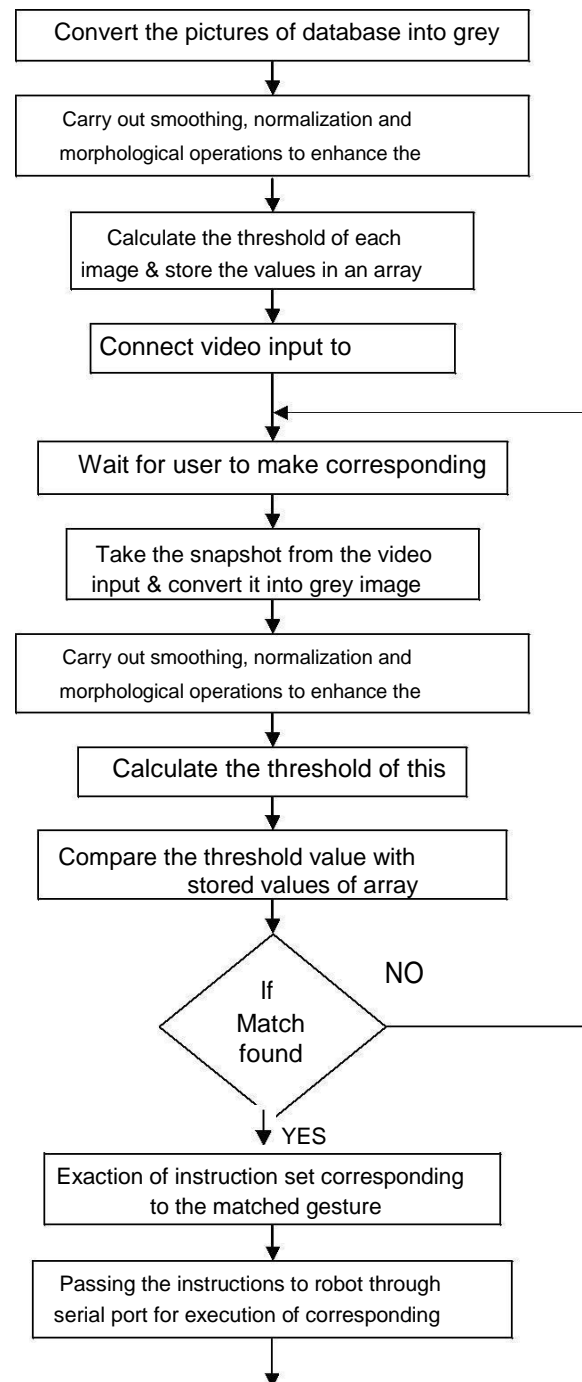 Convert the pictures of database into grey
Carry out smoothing, normalization and
morphological operations to enhance the
Calculate the threshold of each
image & store the values in an array
Connect video input to
Wait for user to make corresponding
Take the snapshot from the video
input & convert it into grey image
Carry out smoothing, normalization and
morphological operations to enhance the
Calculate the threshold of this
Compare the threshold value with
stored values of array
If
Match
found
NO
YES
Exaction of instruction set corresponding
to the matched gesture
Passing the instructions to robot through
serial port for execution of corresponding